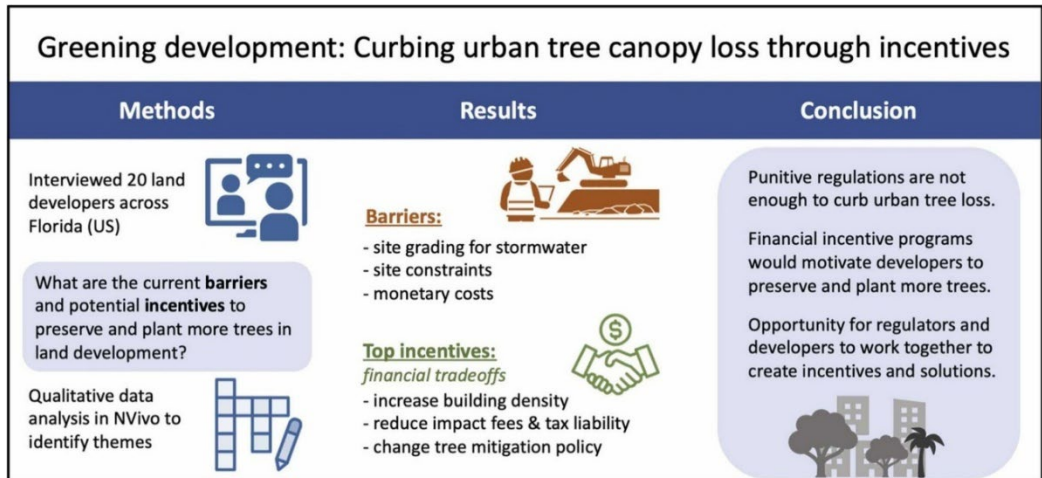 Greening development: Curbing urban tree canopy loss through incentives
Methods
Interviewed 20 land
developers across
Florida (US)
What are the current barriers
and potential incentives to
preserve and plant more trees in
land development?
Qualitative data
analysis in NVivo to
identify themes
Results
Barriers:
- site grading for stormwater
- site constraints
- monetary costs
$
Top incentives:
financial tradeoffs
- increase building density
- reduce impact fees & tax liability
- change tree mitigation policy
Conclusion
Punitive regulations are not
enough to curb urban tree loss.
Financial incentive programs
would motivate developers to
preserve and plant more trees.
Opportunity for regulators and
developers to work together to
create incentives and solutions.